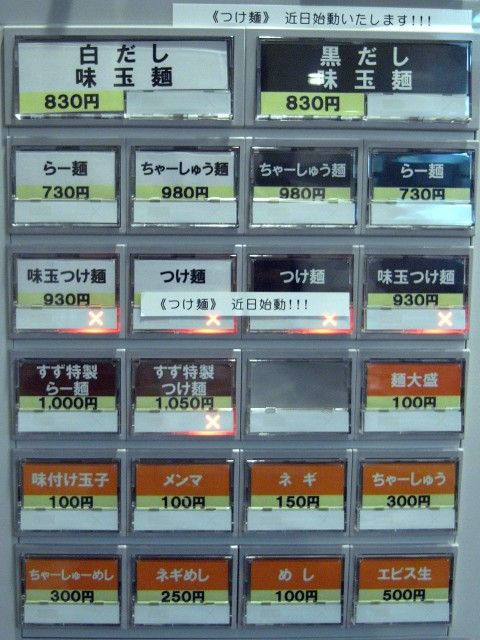 《つけ麺》 近日始動いたします!!!
白だし
味玉麺
830円
黒だし
味玉麺
830円
らー麺
730円
ちゃーしゅう麺
980円
ちゃーしゅう麺
980円
らー麺
730円
味玉つけ麺
930円
つけ麺
つけ麺
味玉つけ麺
930円
《つけ麺》 近日始動!!!
すず特製
らー麺
1,000円
すず特製
つけ麺
1,050円
麺大盛
100円
味付け玉子
100円
メンマ
100円
ネギ
150円
ちゃーしゅう
300円
ちゃーしゅーめし
300円
ネギめし
250円
めし
100円
エビス生
500円